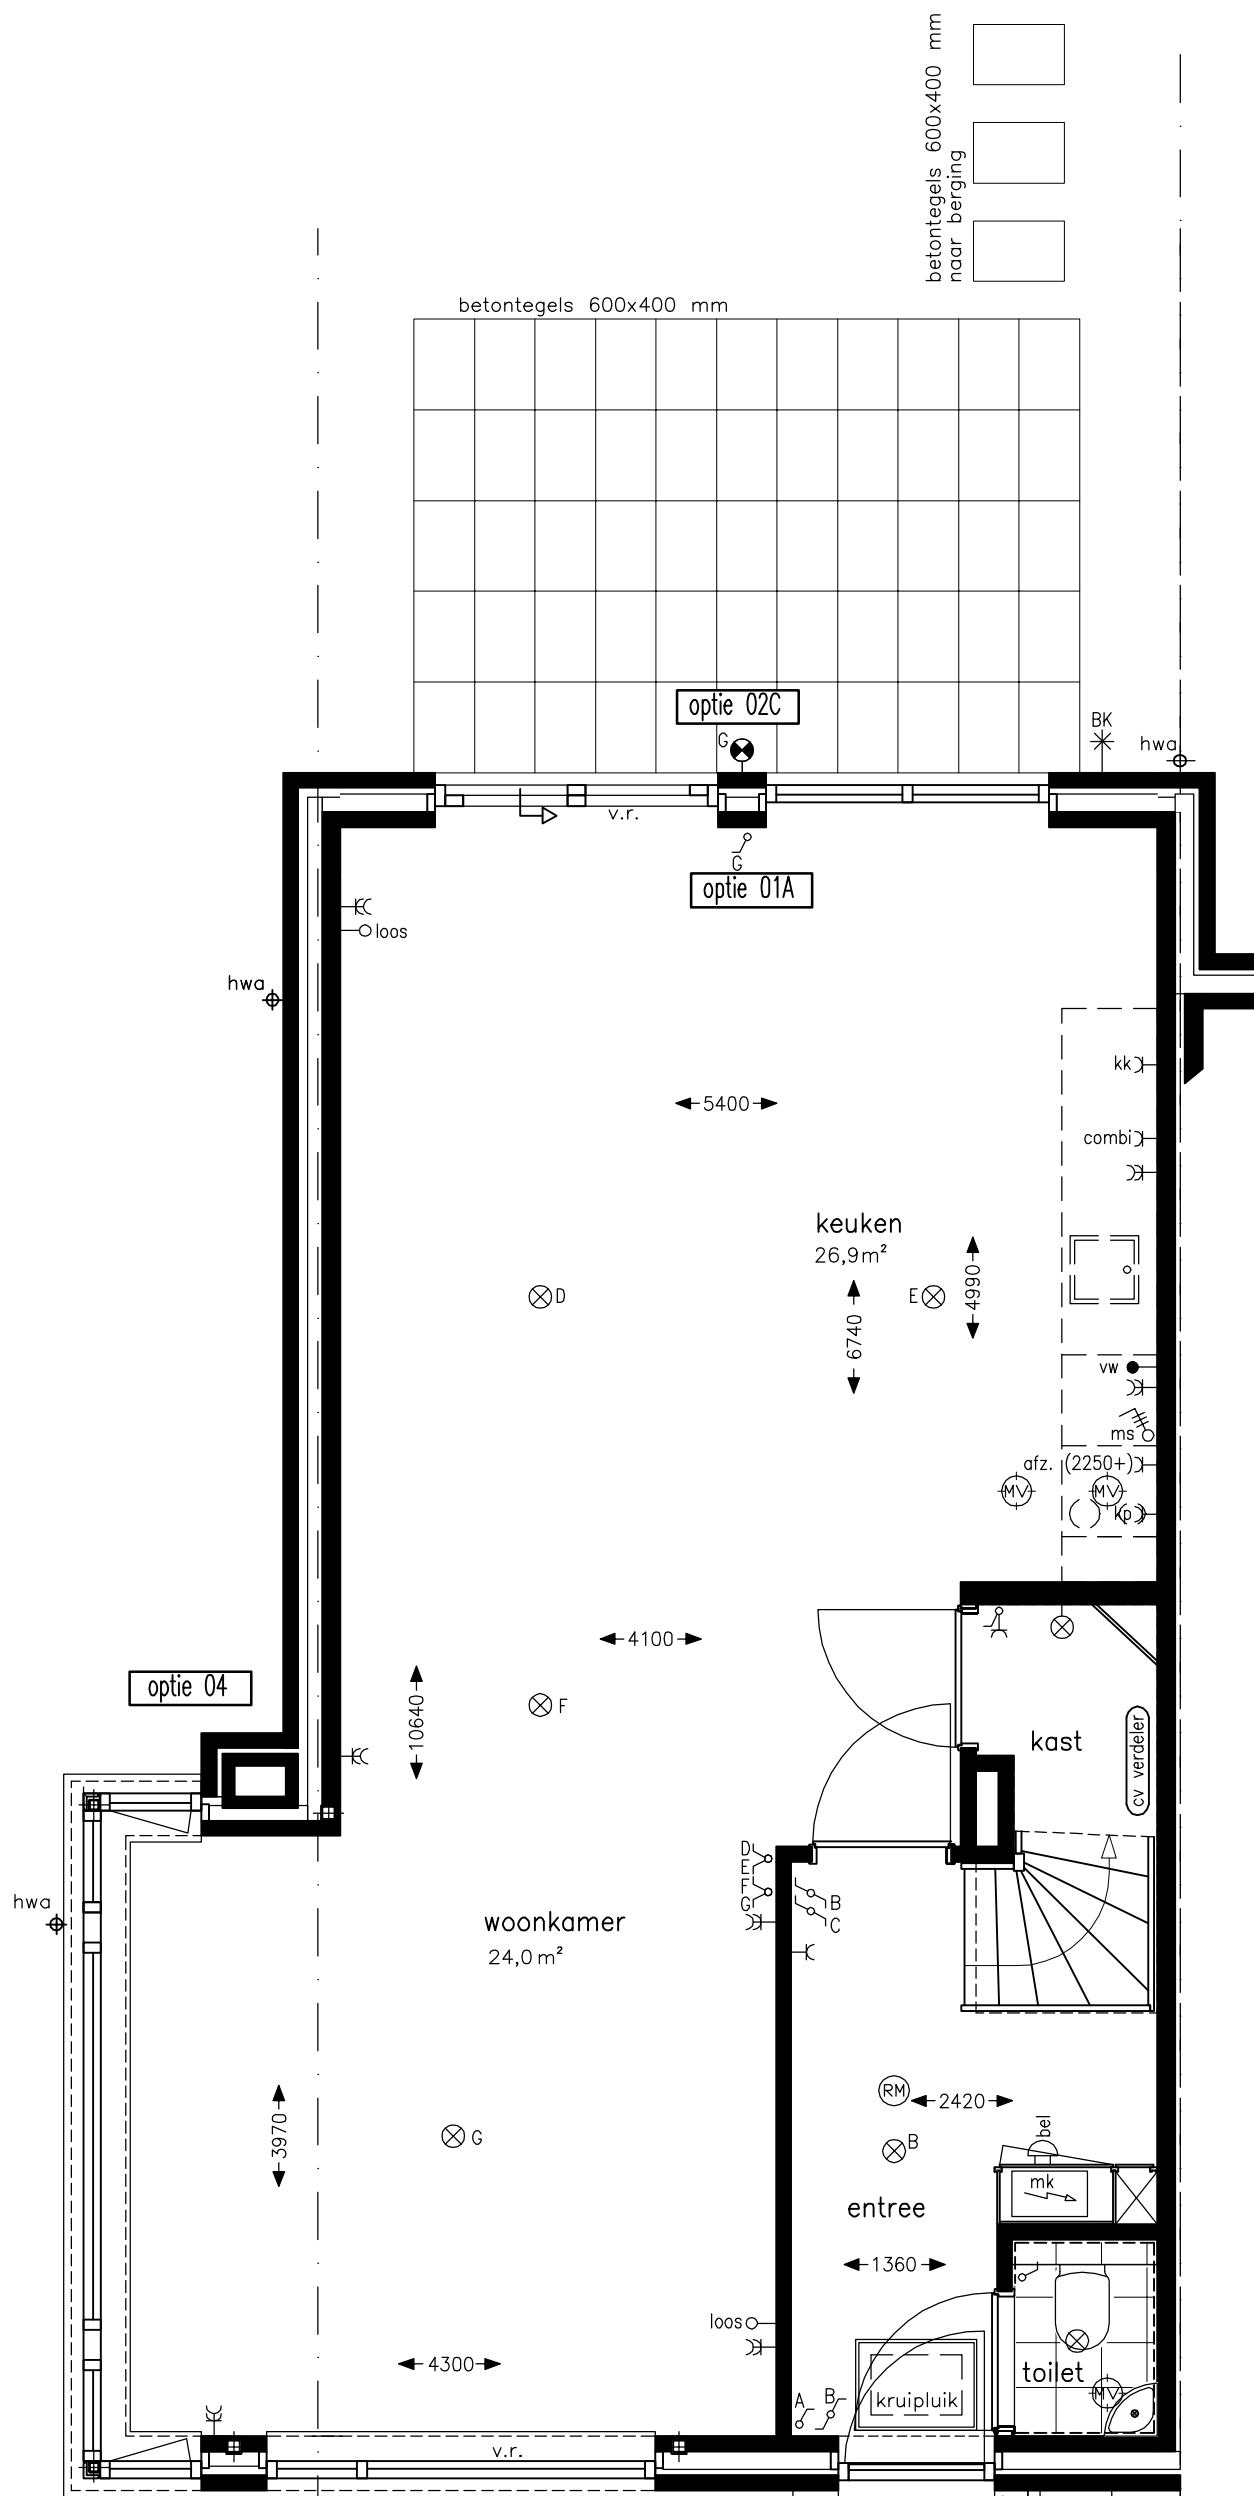 betontegels 600x400 mm
naar berging
betontegels 600x400 mm
optie 02C
BK
G
hwa
v.r.
G
optie 01A
loos
hwa
kk
5400
combi
keuken
26,9m²
4990
D
E
6740
vw
ms
afz. (2250+)
MV
MV
kp
4100
optie 04
10640
F
kast
cv verdeler
D
E
F
G
B
C
hwa
woonkamer
24,0m²
RM
2420
3970
bel
G
B
mk
entree
1360
loos
4300
toilet
A
B
kruipluik
MV
v.r.